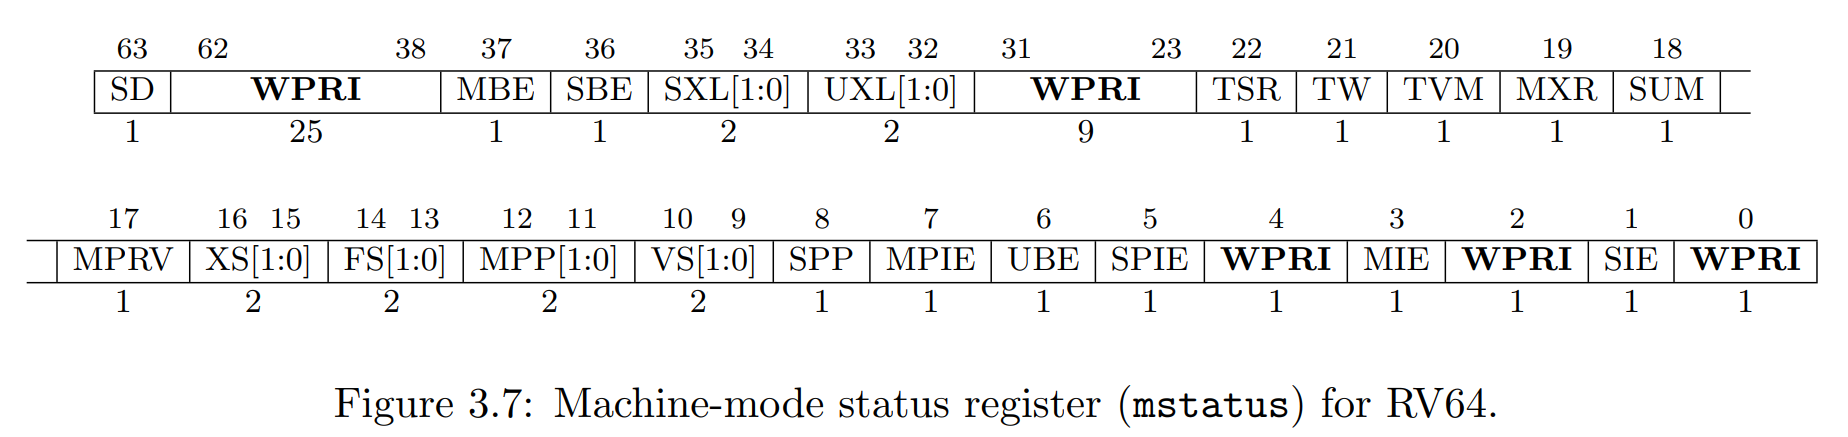 63 62 38 37 36 35 34 33 32 31 23 22 21 20 19 18
SD WPRI MBE SBE SXL[1:0] UXL[1:0] WPRI TSR TW TVM MXR SUM
1 25 1 1 2 2 9 1 1 1 1 1
17 16 15 14 13 12 11 10 9 8 7 6 5 4 3 2 1 0
MPRV XS[1:0] FS[1:0] MPP[1:0] VS[1:0] SPP MPIE UBE SPIE WPRI MIE WPRI SIE WPRI
1 2 2 2 2 1 1 1 1 1 1 1 1 1
Figure 3.7: Machine-mode status register (mstatus) for RV64.